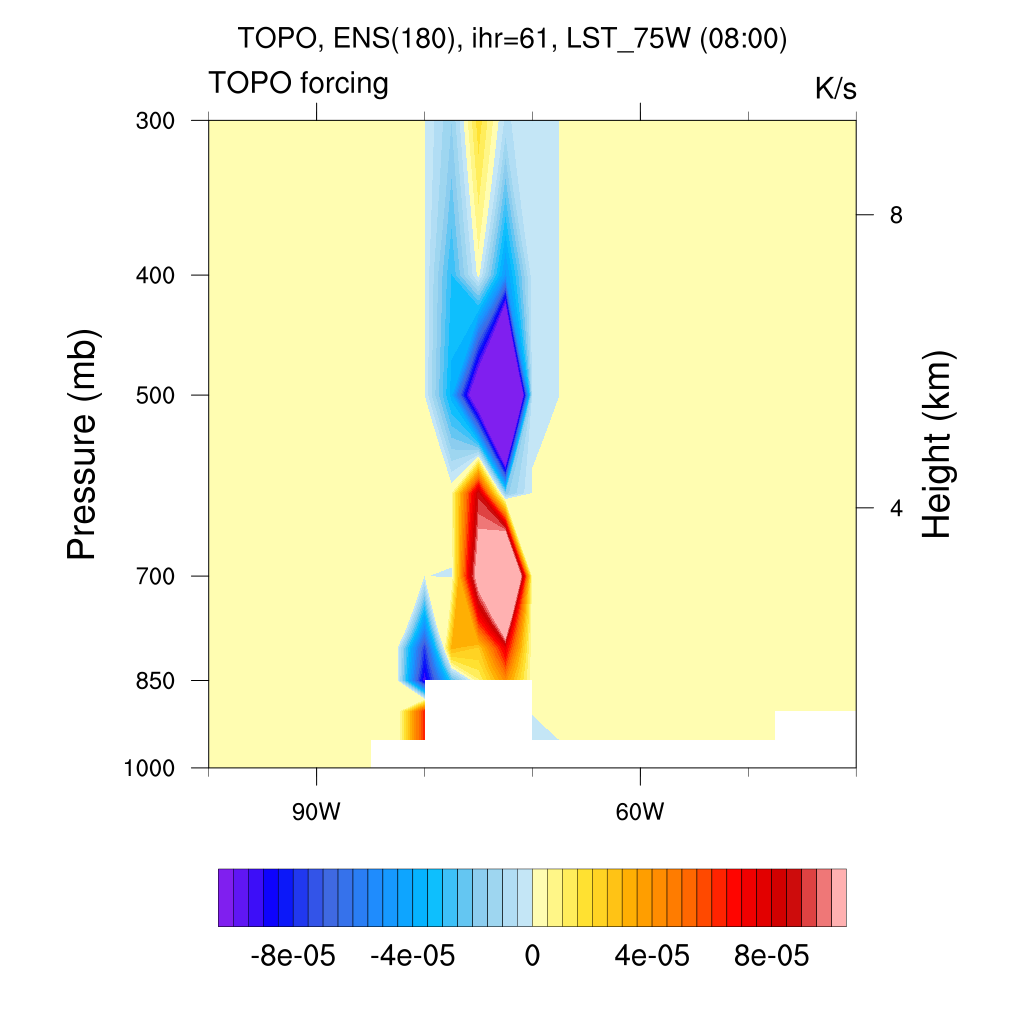 TOPO, ENS(180), ihr=61, LST_75W (08:00)
TOPO forcing
K/s
300
400
500
700
850
1000
Pressure (mb)
8
4
Height (km)
90W
60W
-8e-05 -4e-05 0 4e-05 8e-05